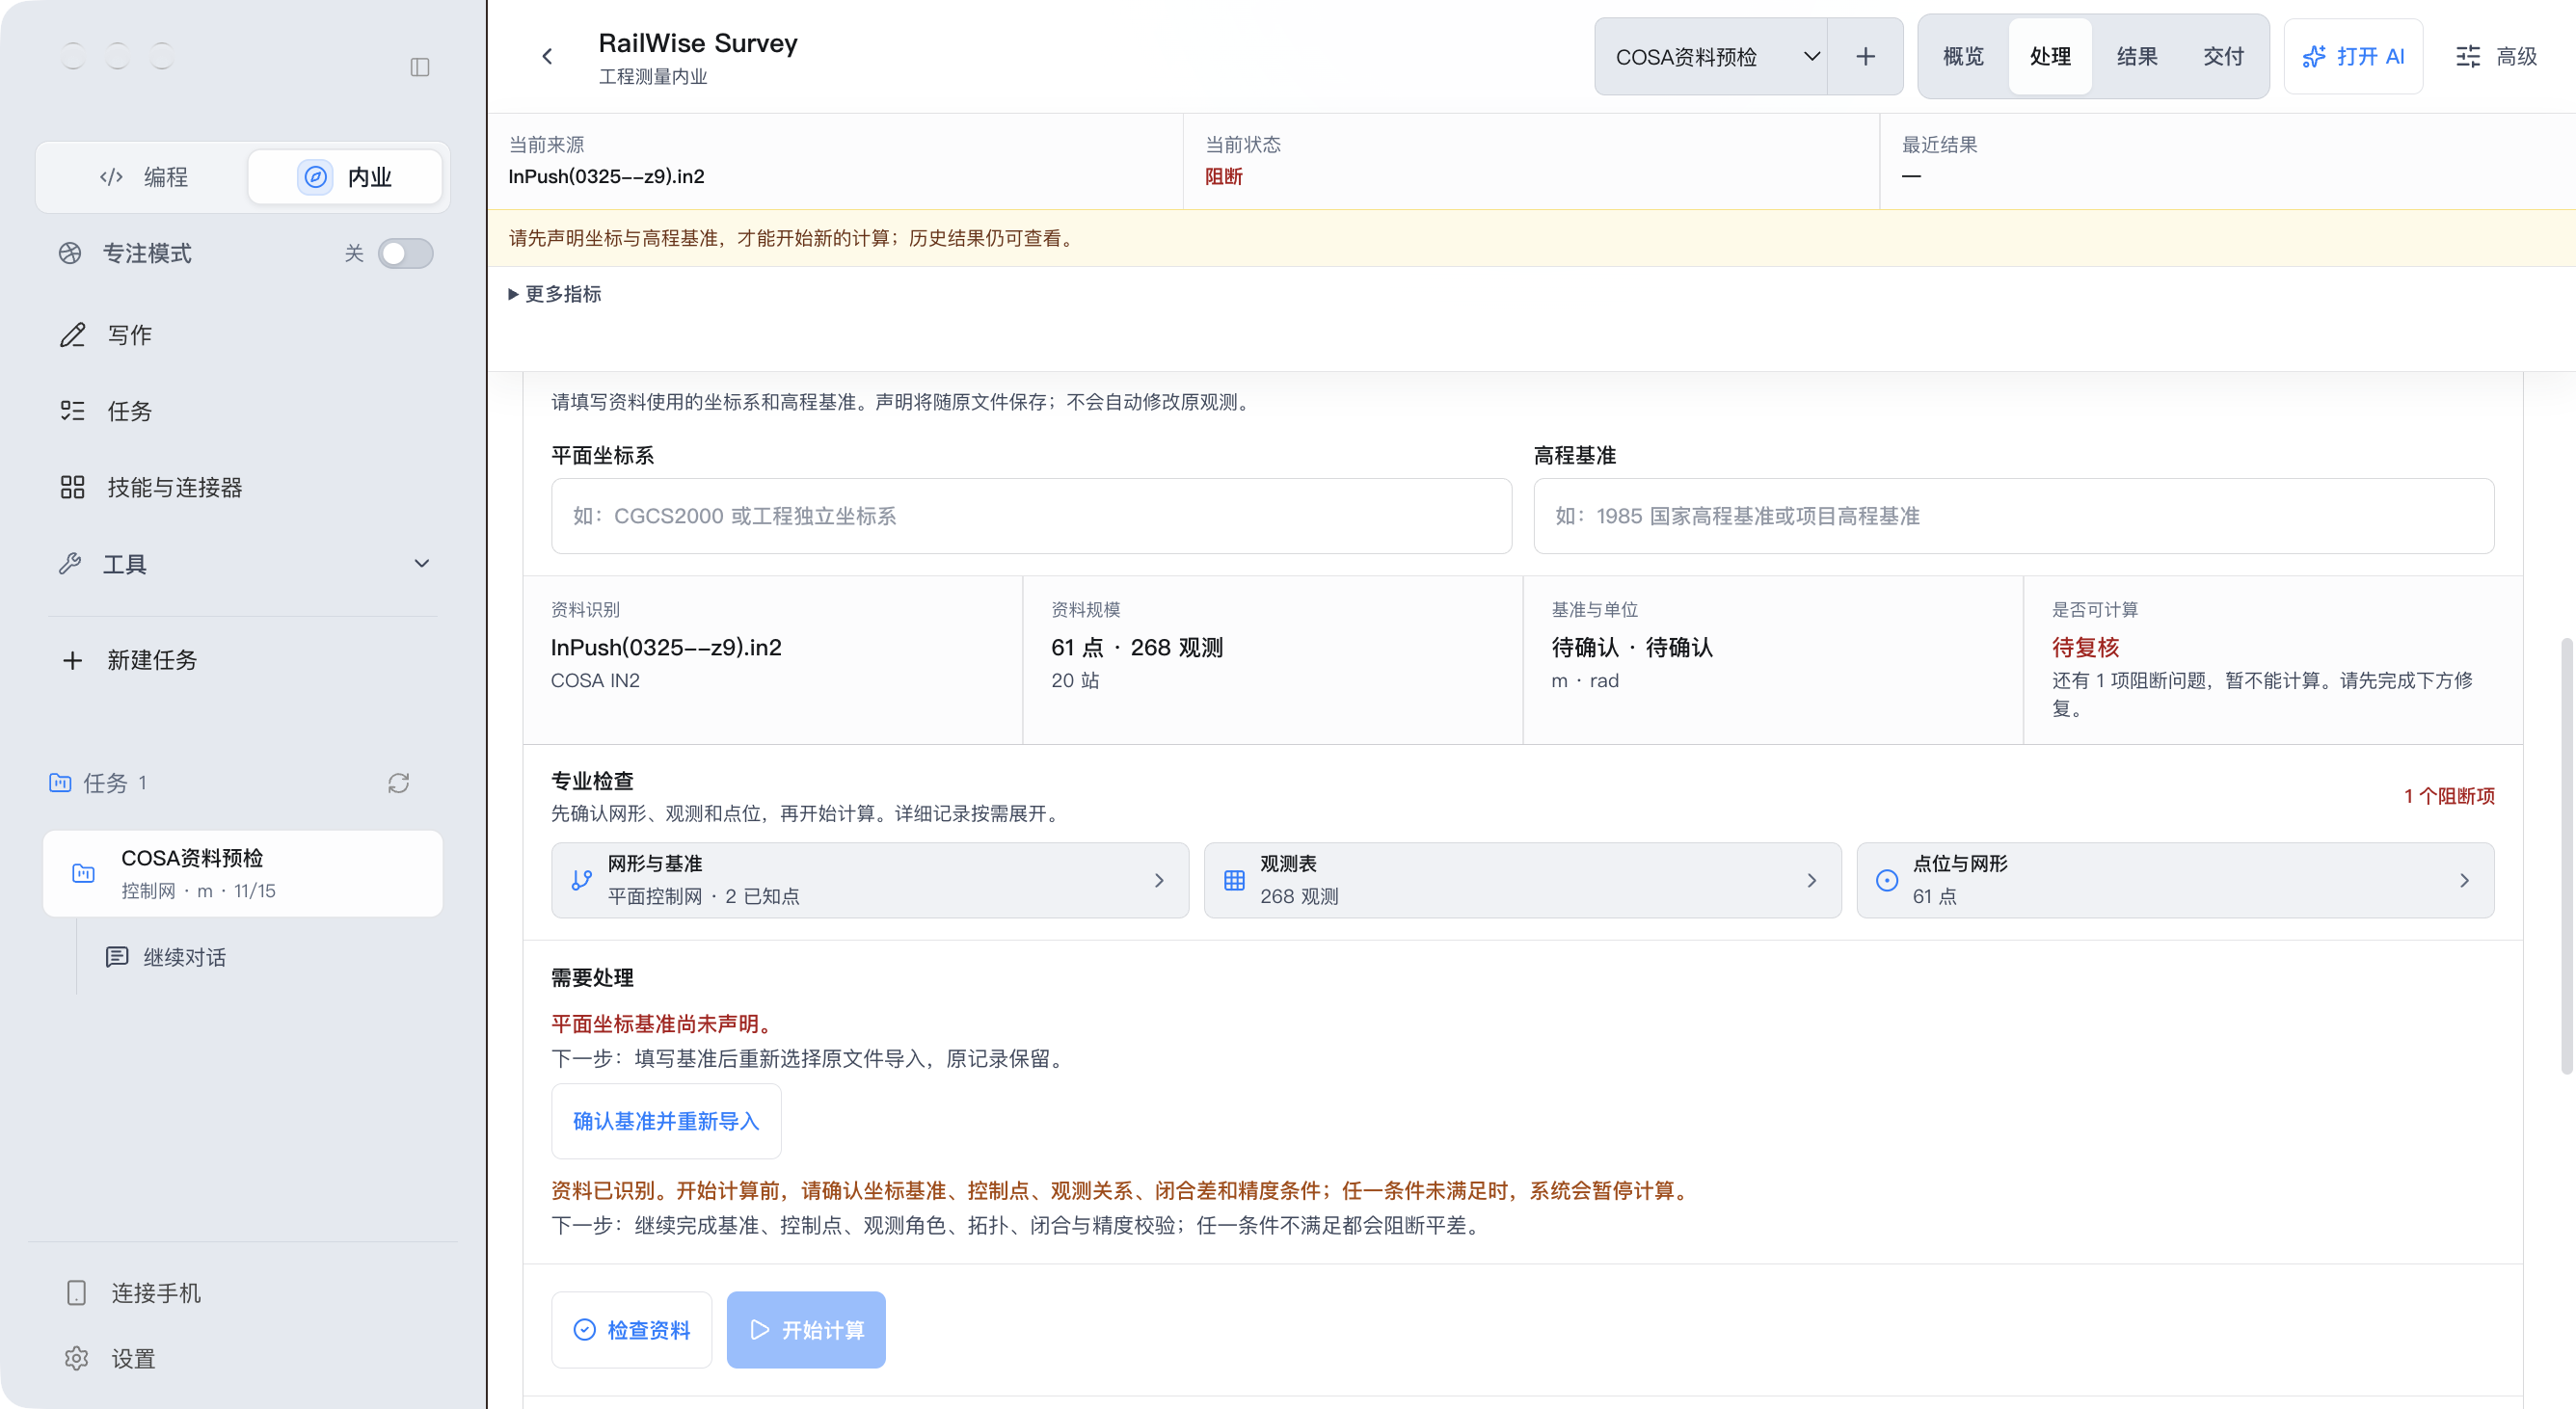 编程
内业
专注模式
关
写作
任务
技能与连接器
工具
新建任务
任务 1
COSA资料预检
控制网 · m · 11/15
继续对话
连接手机
设置
RailWise Survey
工程测量内业
COSA资料预检
概览
处理
结果
交付
打开 AI
高级
当前来源
InPush(0325--z9).in2
当前状态
阻断
最近结果
—
请先声明坐标与高程基准，才能开始新的计算；历史结果仍可查看。
更多指标
请填写资料使用的坐标系和高程基准。声明将随原文件保存；不会自动修改原观测。
平面坐标系
如：CGCS2000 或工程独立坐标系
高程基准
如：1985 国家高程基准或项目高程基准
资料识别
InPush(0325--z9).in2
COSA IN2
资料规模
61 点 · 268 观测
20 站
基准与单位
待确认 · 待确认
m · rad
是否可计算
待复核
还有 1 项阻断问题，暂不能计算。请先完成下方修
复。
专业检查
先确认网形、观测和点位，再开始计算。详细记录按需展开。
1 个阻断项
网形与基准
平面控制网 · 2 已知点
观测表
268 观测
点位与网形
61 点
需要处理
平面坐标基准尚未声明。
下一步：填写基准后重新选择原文件导入，原记录保留。
确认基准并重新导入
资料已识别。开始计算前，请确认坐标基准、控制点、观测关系、闭合差和精度条件；任一条件未满足时，系统会暂停计算。
下一步：继续完成基准、控制点、观测角色、拓扑、闭合与精度校验；任一条件不满足都会阻断平差。
检查资料
开始计算